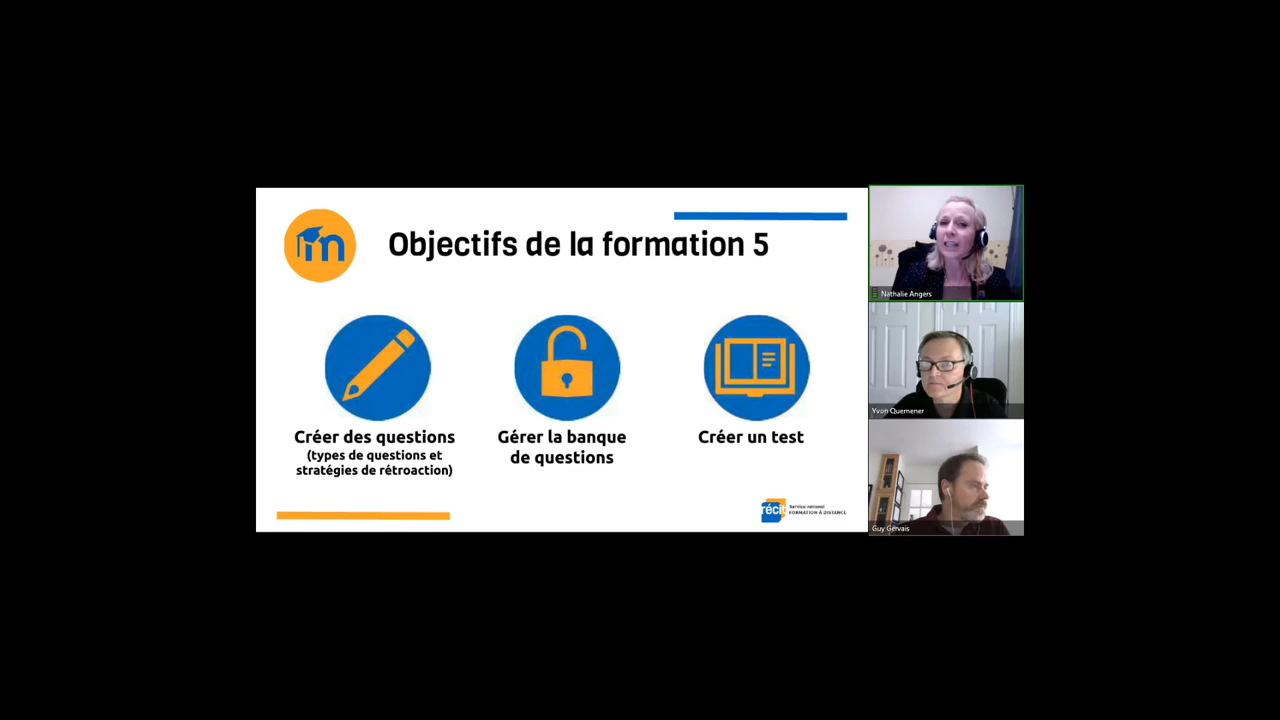 m
Objectifs de la formation 5
Créer des questions
(types de questions et
stratégies de rétroaction)
Gérer la banque
de questions
Créer un test
récit
Service national
FORMATION À DISTANCE
Nathalie Angers
Yvon Quemener
Guy Gervais